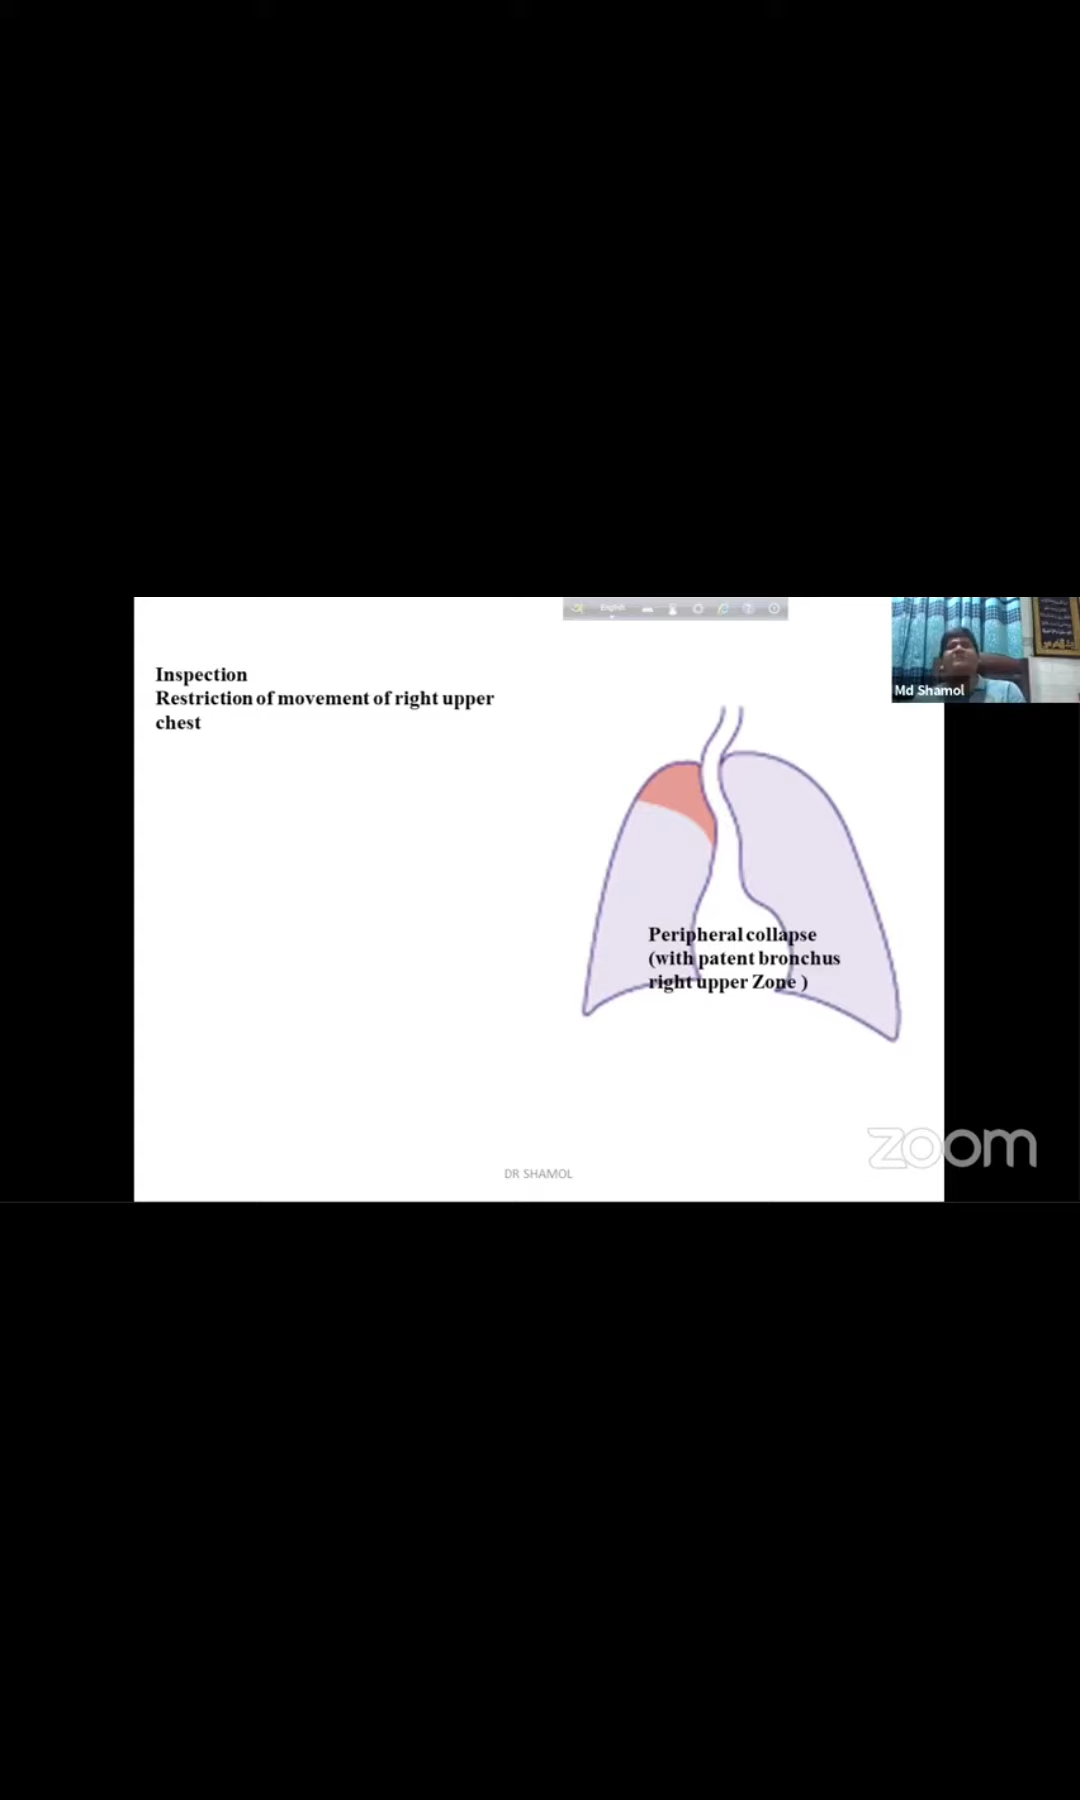 English
Inspection
Restriction of movement of right upper
chest
Md Shamol
Peripheral collapse
(with patent bronchus
right upper Zone )
zoom
DR SHAMOL